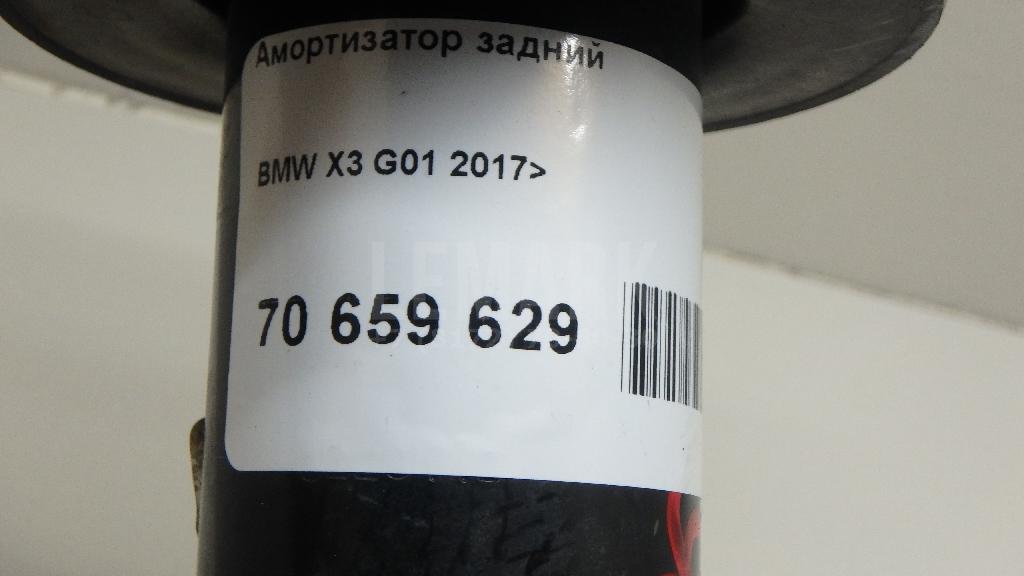 Амортизатор задний
BMW X3 G01 2017>
LEMARK
70 659 629